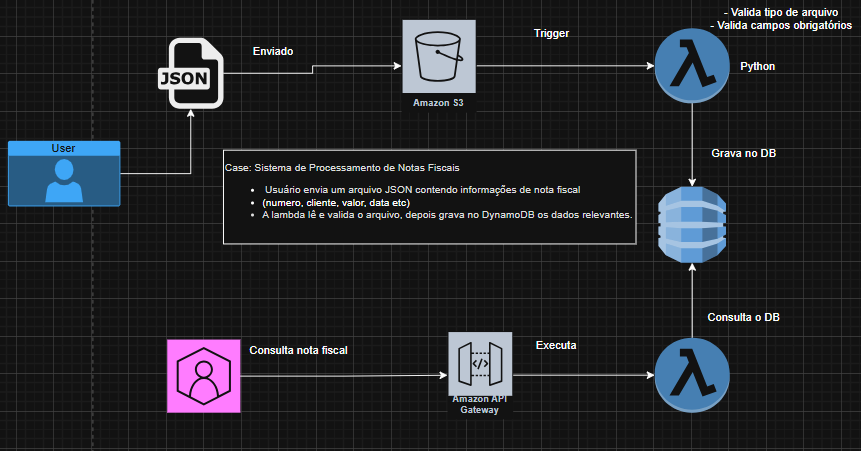 - Valida tipo de arquivo
- Valida campos obrigatórios
Enviado
Trigger
JSON
Python
Amazon S3
User
Grava no DB
Case: Sistema de Processamento de Notas Fiscais
Usuário envia um arquivo JSON contendo informações de nota fiscal
(numero, cliente, valor, data etc)
A lambda lê e valida o arquivo, depois grava no DynamoDB os dados relevantes.
Consulta o DB
Consulta nota fiscal
Executa
</>
Amazon API
Gateway